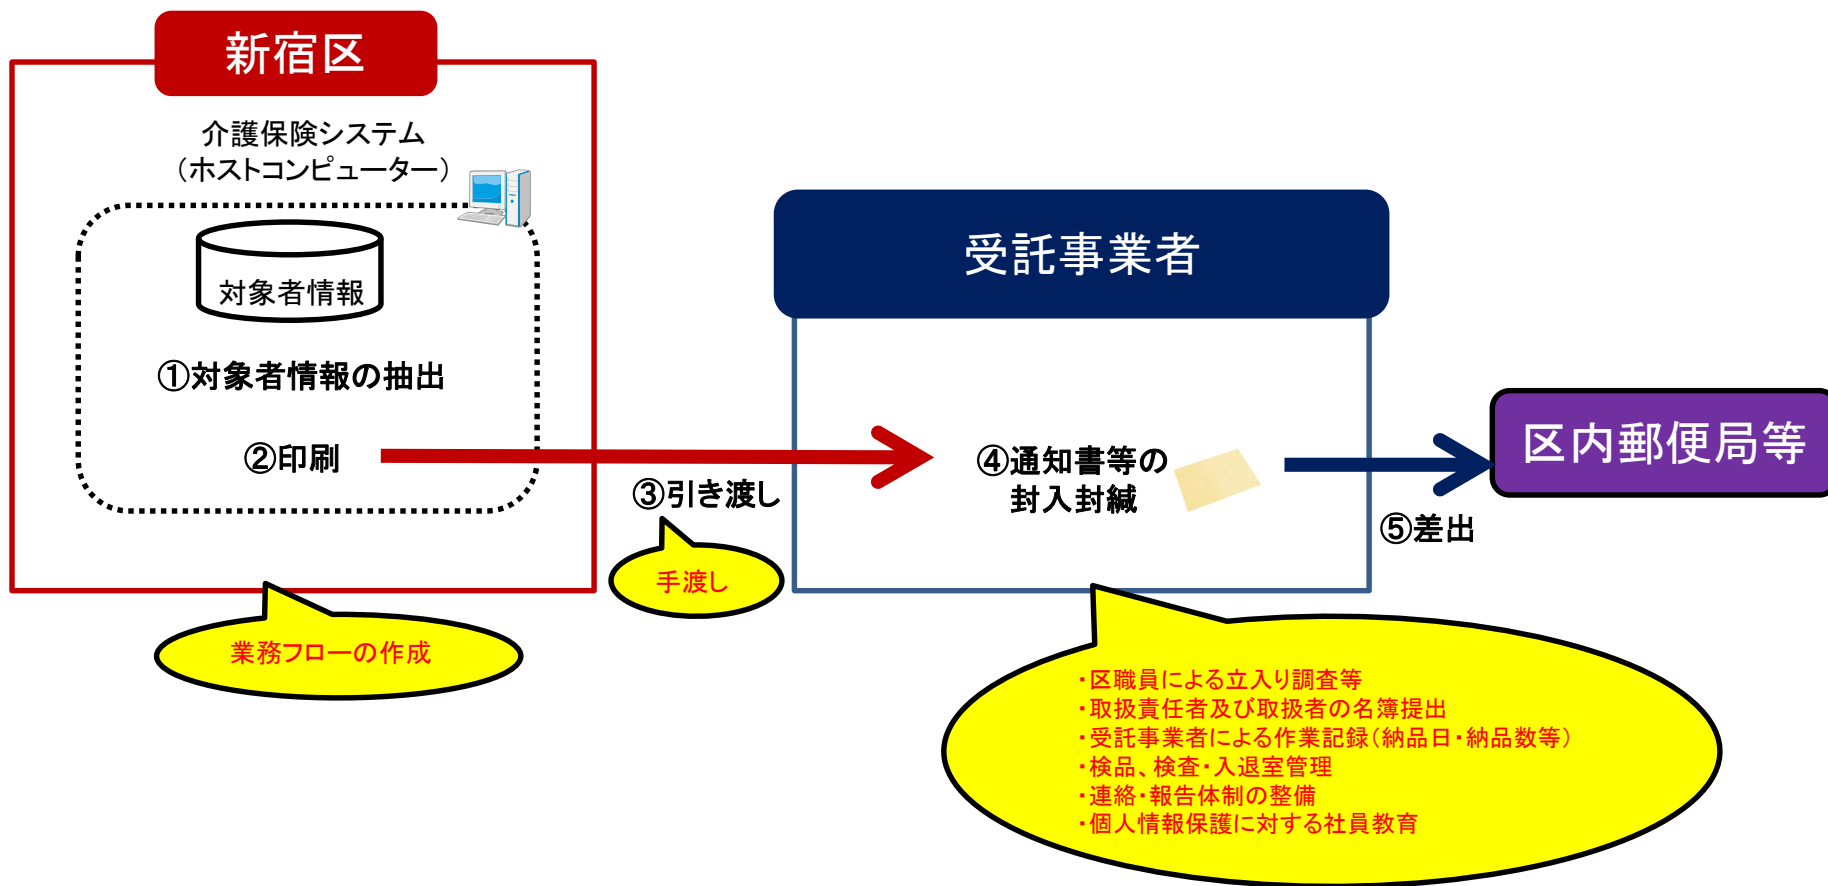 新宿区
介護保険システム
（ホストコンピューター）
対象者情報
①対象者情報の抽出
②印刷
③引き渡し
手渡し
業務フローの作成
受託事業者
④通知書等の
封入封緘
⑤差出
区内郵便局等
・区職員による立入り調査等
・取扱責任者及び取扱者の名簿提出
・受託事業者による作業記録（納品日・納品数等）
・検品、検査・入退室管理
・連絡・報告体制の整備
・個人情報保護に対する社員教育